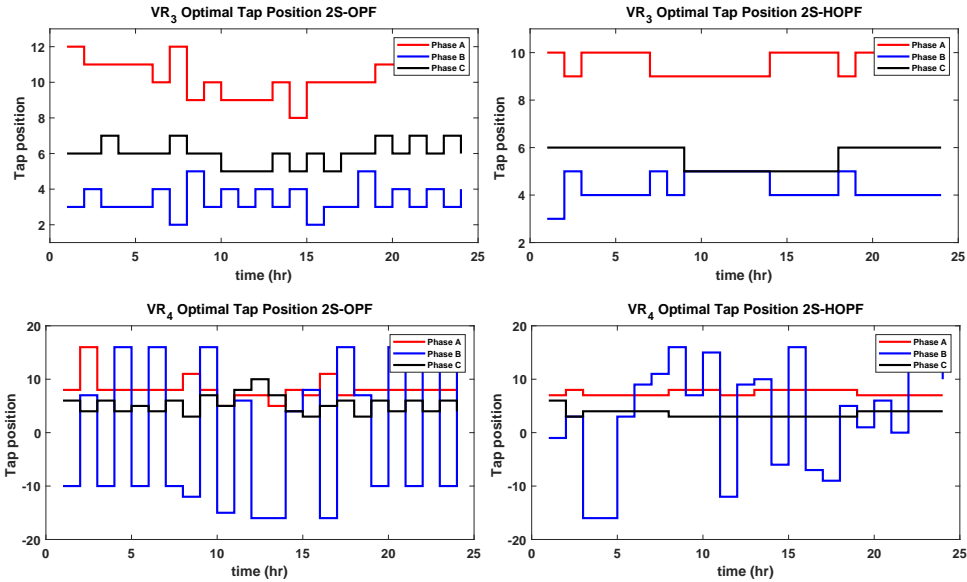 VR3 Optimal Tap Position 2S-OPF
12
10
8
6
4
2
Tap position
Phase A
Phase B
Phase C
0 5 10 15 20 25
time (hr)
VR3 Optimal Tap Position 2S-HOPF
10
8
6
4
2
Tap position
Phase A
Phase B
Phase C
0 5 10 15 20 25
time (hr)
VR4 Optimal Tap Position 2S-OPF
20
10
0
-10
-20
Tap position
Phase A
Phase B
Phase C
0 5 10 15 20 25
time (hr)
VR4 Optimal Tap Position 2S-HOPF
20
10
0
-10
-20
Tap position
Phase A
Phase B
Phase C
0 5 10 15 20 25
time (hr)